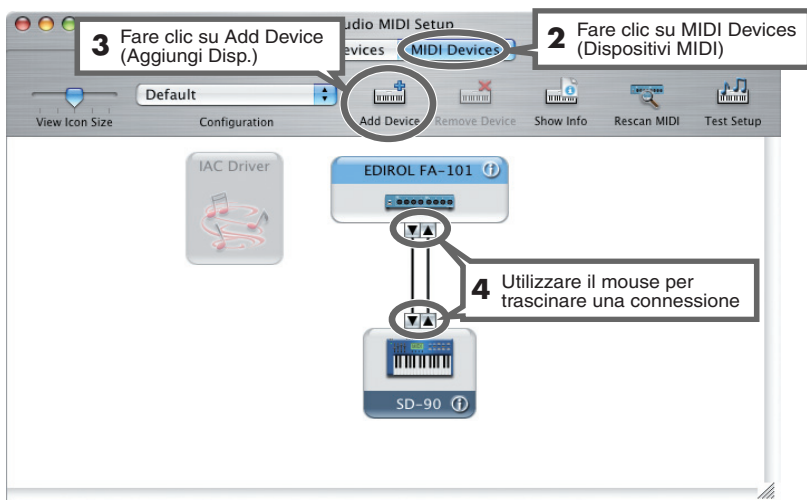 udio MIDI Setup
3 Fare clic su Add Device
(Aggiungi Disp.)
evices
MIDI Devices
2 Fare clic su MIDI Devices
(Dispositivi MIDI)
Default
View Icon Size
Configuration
Add Device
Remove Device
Show Info
Rescan MIDI
Test Setup
IAC Driver
EDIROL FA-101
4 Utilizzare il mouse per
trascinare una connessione
SD-90